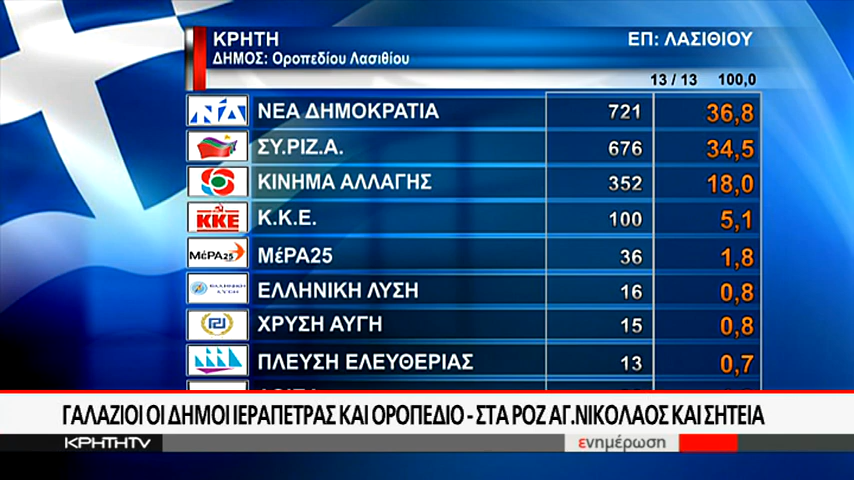 ΚΡΗΤΗ ΕΠ: ΛΑΣΙΘΙΟΥ
ΔΗΜΟΣ: Οροπεδίου Λασιθίου
13 / 13 100,0
ΝΔ ΝΕΑ ΔΗΜΟΚΡΑΤΙΑ 721 36,8
ΣΥ.ΡΙΖ.Α. 676 34,5
ΚΙΝΗΜΑ ΑΛΛΑΓΗΣ 352 18,0
ΚΚΕ Κ.Κ.Ε. 100 5,1
ΜέΡΑ25 ΜέΡΑ25 36 1,8
ΕΛΛΗΝΙΚΗ ΛΥΣΗ ΕΛΛΗΝΙΚΗ ΛΥΣΗ 16 0,8
ΧΡΥΣΗ ΑΥΓΗ 15 0,8
ΠΛΕΥΣΗ ΕΛΕΥΘΕΡΙΑΣ 13 0,7
ΓΑΛΑΖΙΟΙ ΟΙ ΔΗΜΟΙ ΙΕΡΑΠΕΤΡΑΣ ΚΑΙ ΟΡΟΠΕΔΙΟ - ΣΤΑ ΡΟΖ ΑΓ.ΝΙΚΟΛΑΟΣ ΚΑΙ ΣΗΤΕΙΑ
ΚΡΗΤΗTV ενημέρωση